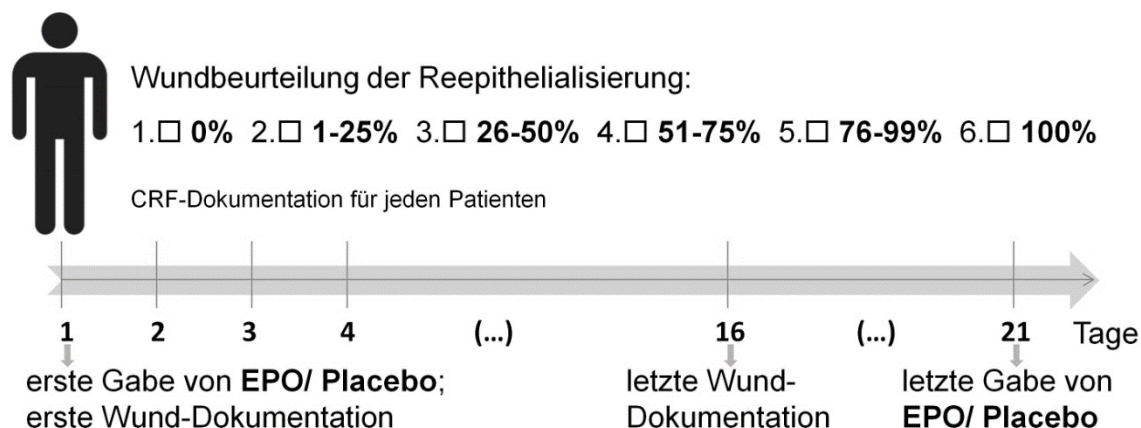 Wundbeurteilung der Reepithelialisierung:
1.☐ 0% 2.☐ 1-25% 3.☐ 26-50% 4.☐ 51-75% 5.☐ 76-99% 6.☐ 100%
CRF-Dokumentation für jeden Patienten
1 2 3 4 (...) 16 (...) 21 Tage
erste Gabe von EPO/ Placebo;
erste Wund-Dokumentation
letzte Wund-
Dokumentation
letzte Gabe von
EPO/ Placebo